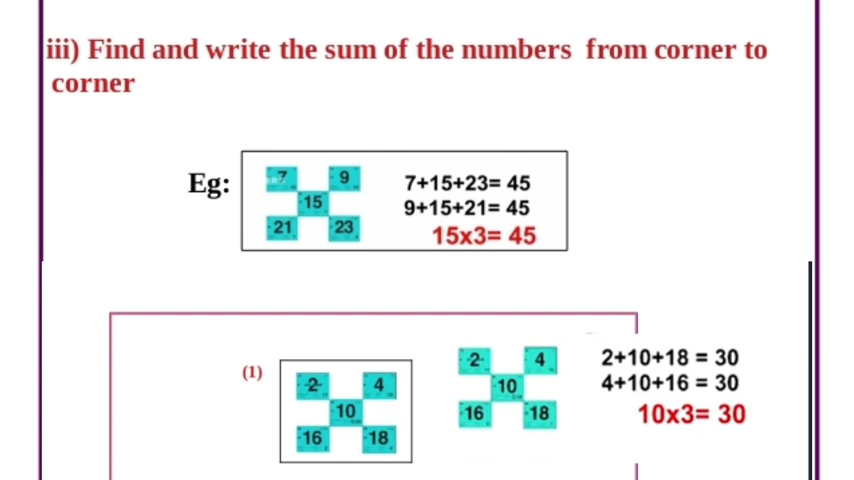 iii) Find and write the sum of the numbers from corner to
corner
Eg:
7 9
15
21 23
7+15+23= 45
9+15+21= 45
15x3= 45
(1)
2 4
10
16 18
2 4
10
16 18
2+10+18 = 30
4+10+16 = 30
10x3= 30